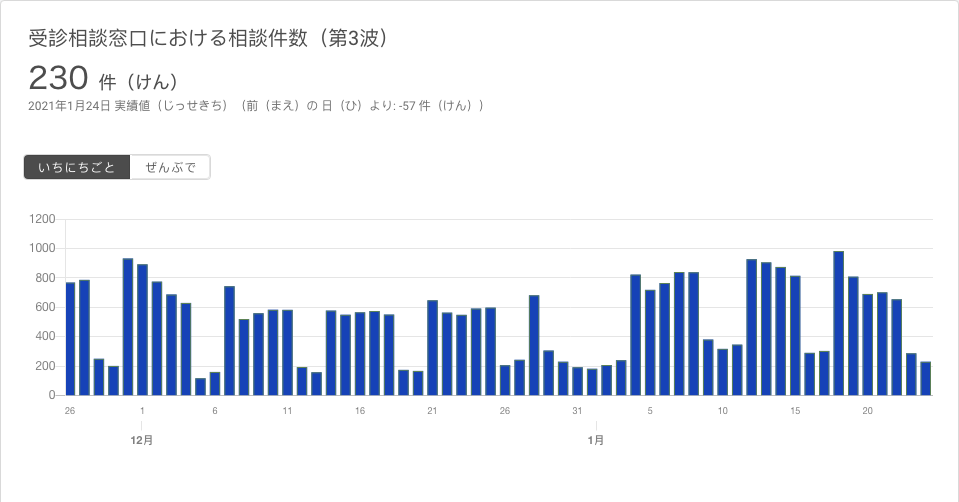 受診相談窓口における相談件数（第3波）
230 件（けん）
2021年1月24日 実績値（じっせきち）（前（まえ）の 日（ひ）より: -57 件（けん））
いちにちごと ぜんぶで
1200
1000
800
600
400
200
0
26 1 6 11 16 21 26 31 5 10 15 20
12月 1月